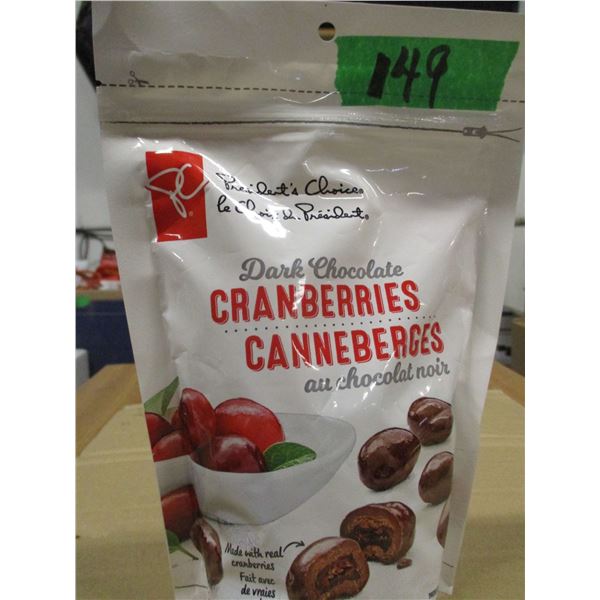 149
PC
President's Choice®
le Choix du Président®
Dark Chocolate
CRANBERRIES
CANNEBERGES
au chocolat noir
Made with real
cranberries
Fait avec
de vraies